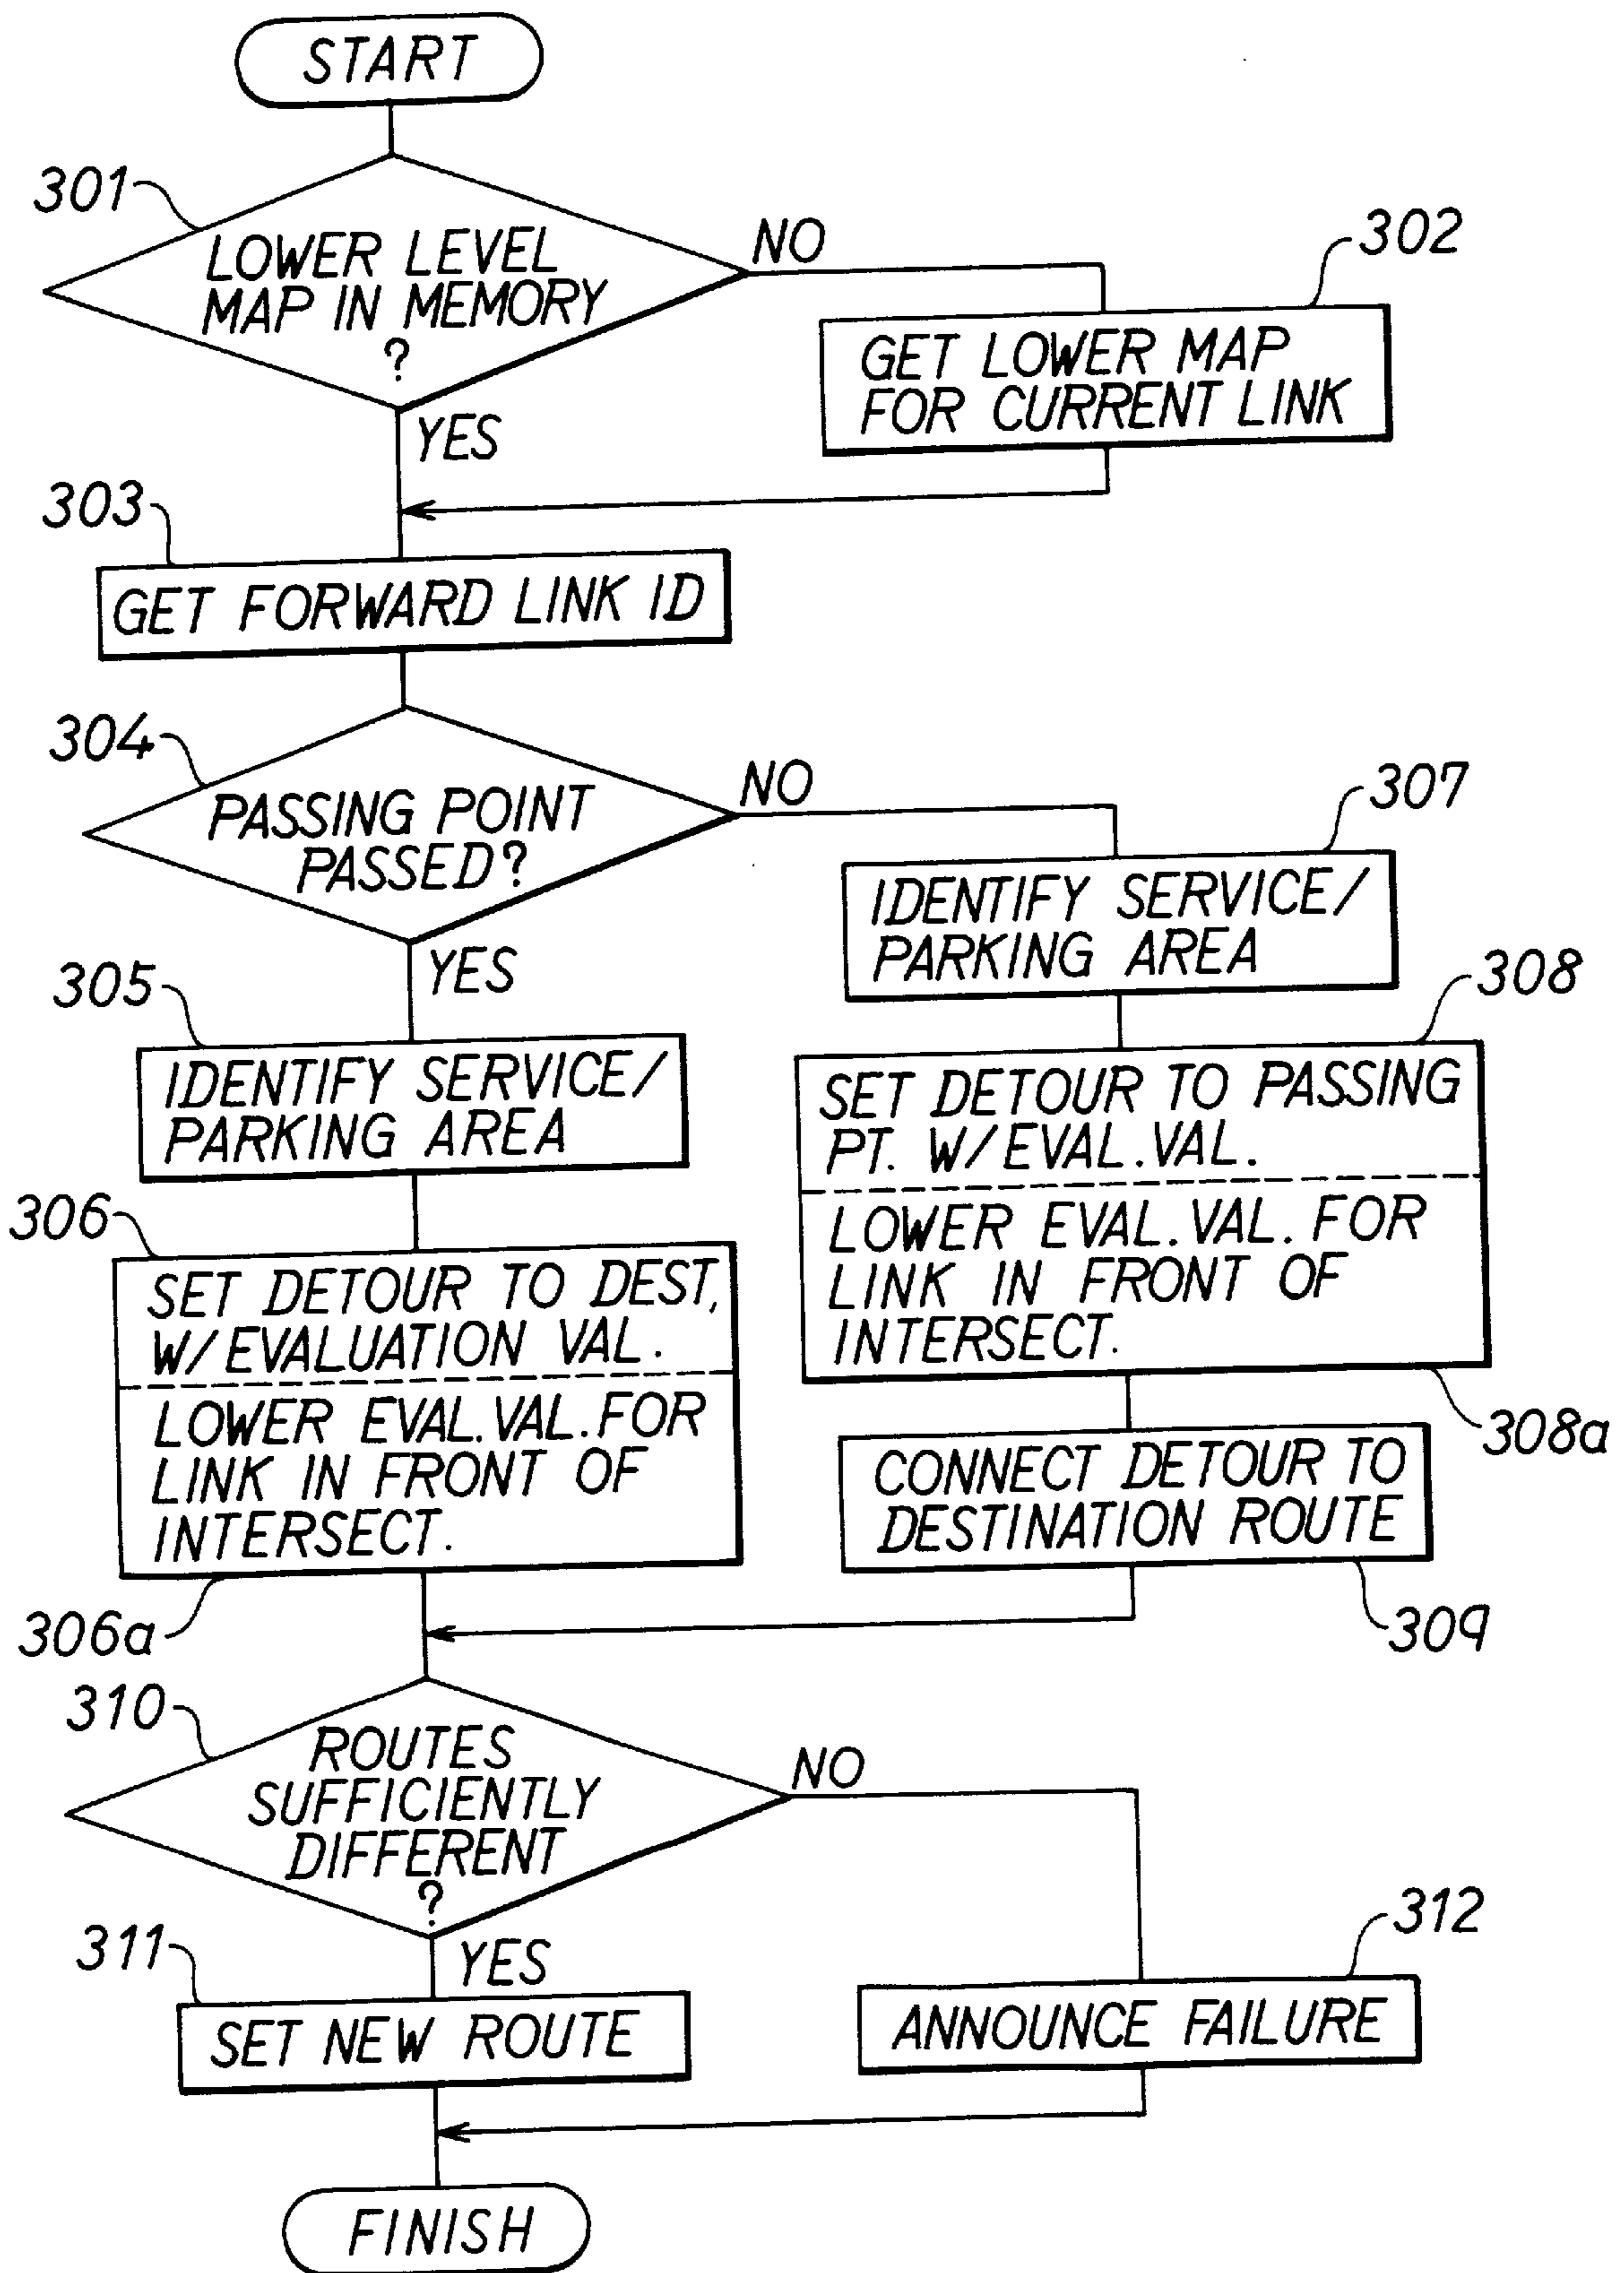 START
301
LOWER LEVEL
MAP IN MEMORY
?
NO
302
GET LOWER MAP
FOR CURRENT LINK
YES
303
GET FORWARD LINK ID
304
PASSING POINT
PASSED?
NO
307
IDENTIFY SERVICE/
PARKING AREA
YES
305
IDENTIFY SERVICE/
PARKING AREA
308
SET DETOUR TO PASSING
PT. W/EVAL.VAL.
LOWER EVAL.VAL. FOR
LINK IN FRONT OF
INTERSECT.
308a
306
SET DETOUR TO DEST,
W/EVALUATION VAL.
LOWER EVAL.VAL.FOR
LINK IN FRONT OF
INTERSECT.
306a
CONNECT DETOUR TO
DESTINATION ROUTE
309
310
ROUTES
SUFFICIENTLY
DIFFERENT
?
NO
YES
311
SET NEW ROUTE
312
ANNOUNCE FAILURE
FINISH